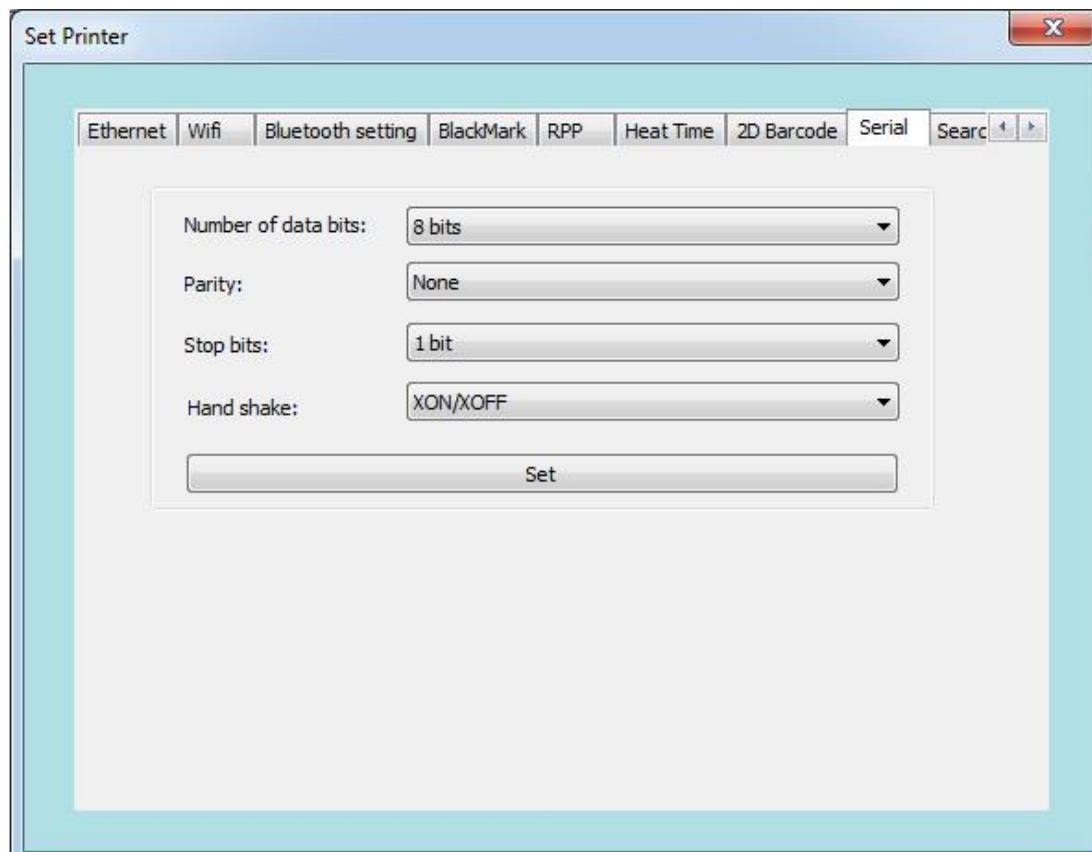 Set Printer
Ethernet Wifi Bluetooth setting BlackMark RPP Heat Time 2D Barcode Serial Searc
Number of data bits: 8 bits
Parity: None
Stop bits: 1 bit
Hand shake: XON/XOFF
Set